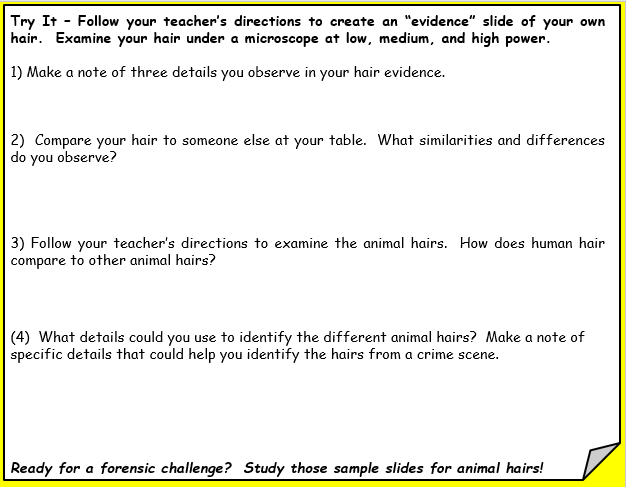 Try It – Follow your teacher's directions to create an "evidence" slide of your own
hair. Examine your hair under a microscope at low, medium, and high power.
1) Make a note of three details you observe in your hair evidence.
2) Compare your hair to someone else at your table. What similarities and differences
do you observe?
3) Follow your teacher's directions to examine the animal hairs. How does human hair
compare to other animal hairs?
(4) What details could you use to identify the different animal hairs? Make a note of
specific details that could help you identify the hairs from a crime scene.
Ready for a forensic challenge? Study those sample slides for animal hairs!